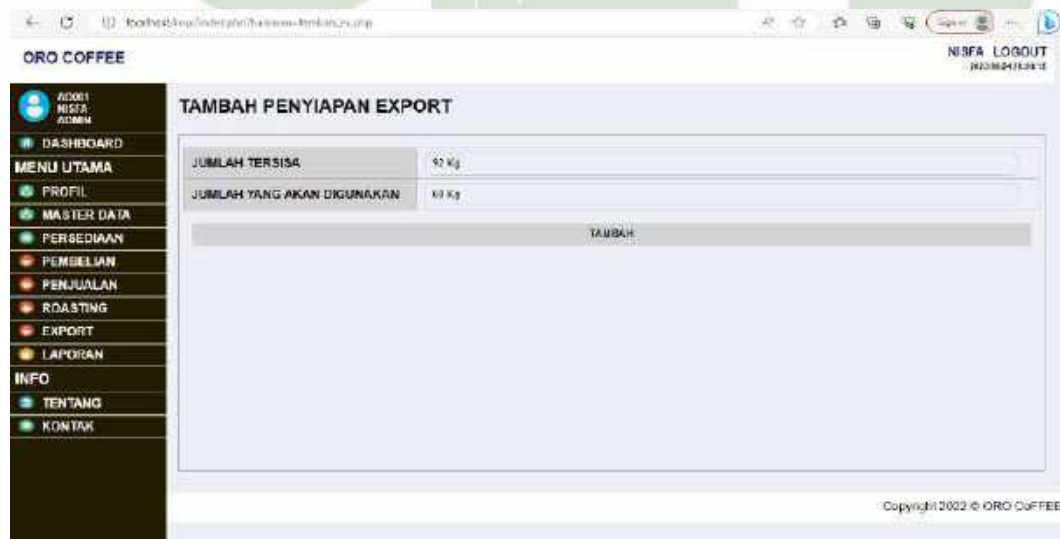 ORO COFFEE
NISFA LOGOUT
AD001
NISFA
ADMIN
DASHBOARD
MENU UTAMA
PROFIL
MASTER DATA
PERSEDIAAN
PEMBELIAN
PENJUALAN
ROASTING
EXPORT
LAPORAN
INFO
TENTANG
KONTAK
TAMBAH PENYIAPAN EXPORT
JUMLAH TERSISA 92 Kg
JUMLAH YANG AKAN DIGUNAKAN 60 Kg
TAMBAH
Copyright 2022 © ORO CoFFEE